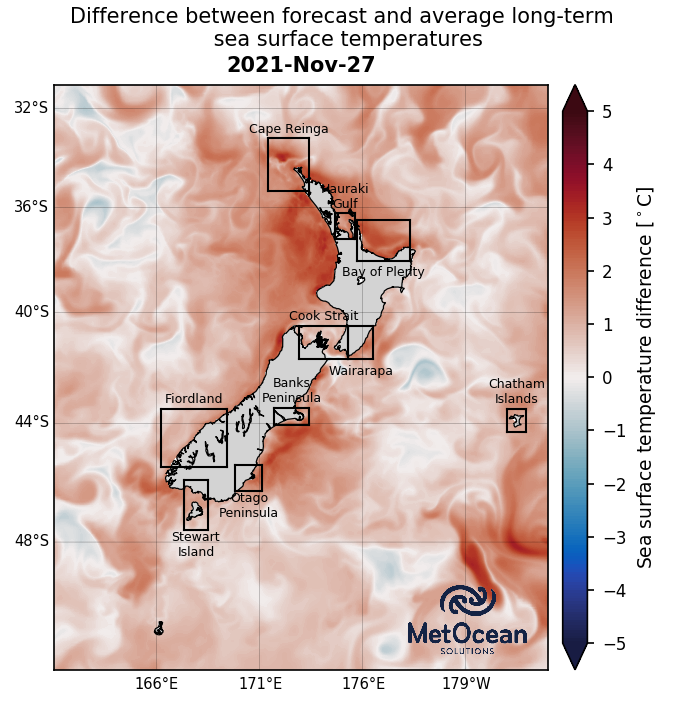 Difference between forecast and average long-term
sea surface temperatures
2021-Nov-27
32°S
36°S
40°S
44°S
48°S
166°E
171°E
176°E
179°W
Cape Reinga
Hauraki
Gulf
Bay of Plenty
Cook Strait
Wairarapa
Banks
Peninsula
Fiordland
Chatham
Islands
Otago
Peninsula
Stewart
Island
MetOcean
SOLUTIONS
5
4
3
2
1
0
−1
−2
−3
−4
−5
Sea surface temperature difference [°C]